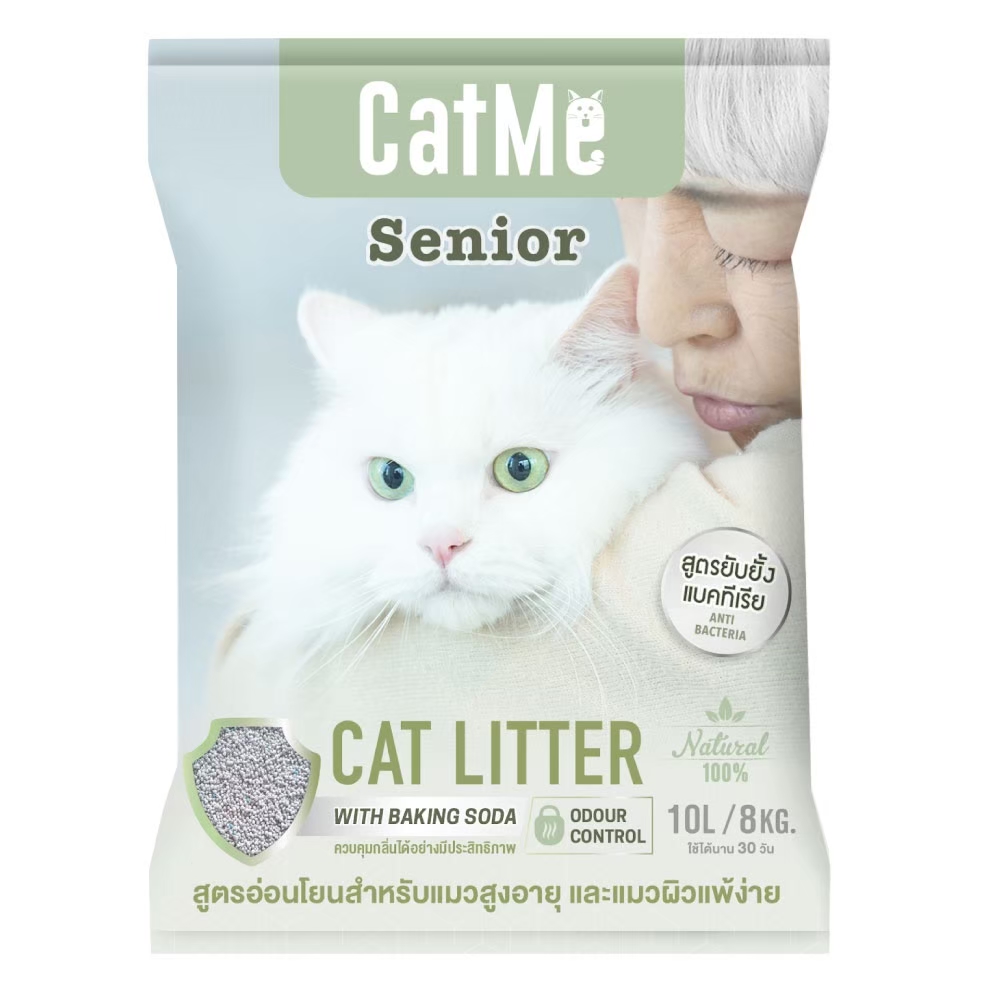 CatMe
Senior
สูตรยับยั้ง
แบคทีเรีย
ANTI
BACTERIA
CAT LITTER
Natural
100%
WITH BAKING SODA
ควบคุมกลิ่นได้อย่างมีประสิทธิภาพ
ODOUR
CONTROL
10L/8KG.
ใช้ได้นาน 30 วัน
สูตรอ่อนโยนสำหรับแมวสูงอายุ และแมวผิวแพ้ง่าย